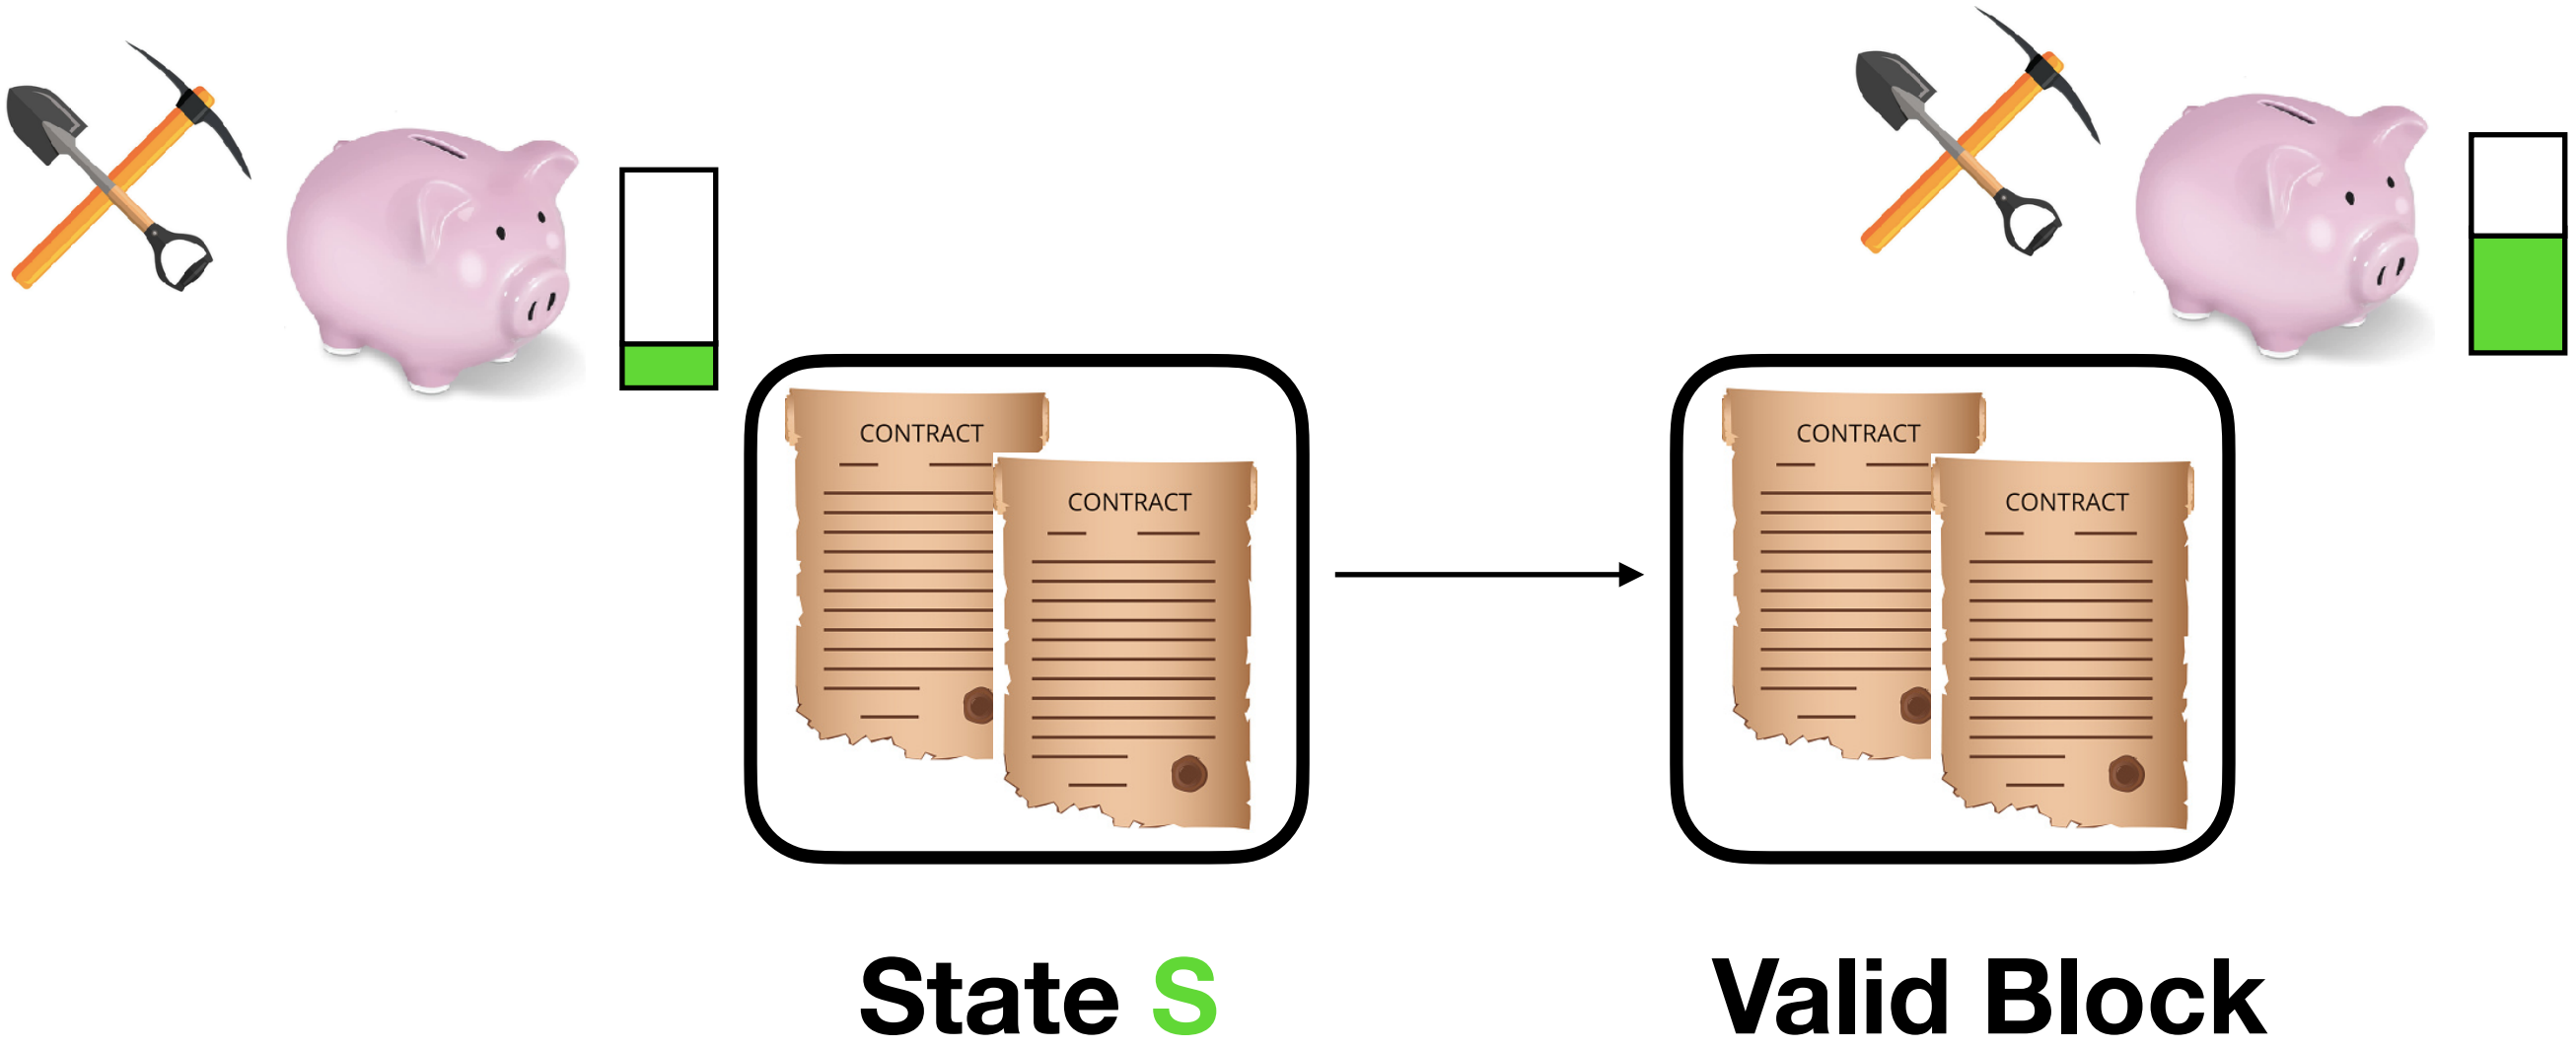 CONTRACT
CONTRACT
CONTRACT
CONTRACT
State S
Valid Block